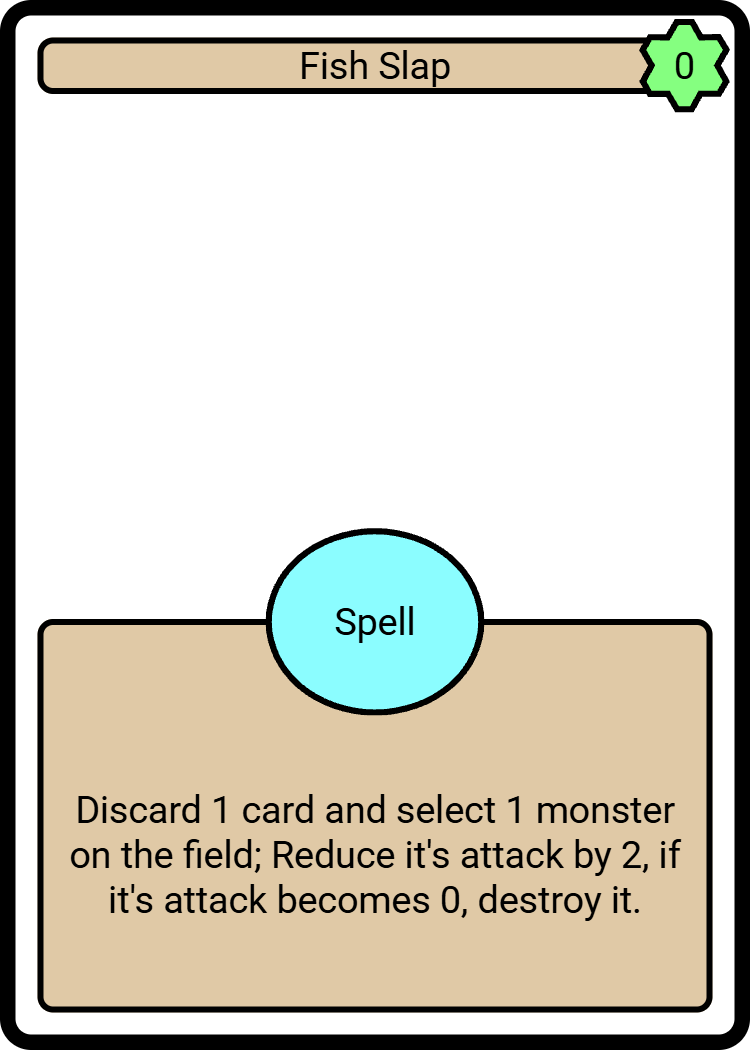 Fish Slap
0
Spell
Discard 1 card and select 1 monster
on the field; Reduce it's attack by 2, if
it's attack becomes 0, destroy it.